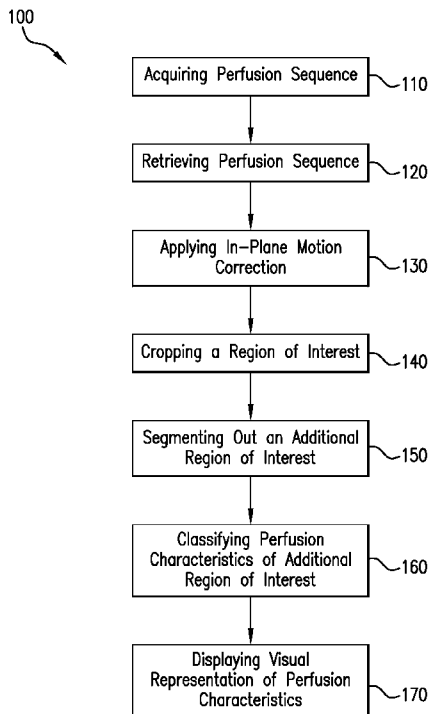 100
Acquiring Perfusion Sequence
110
Retrieving Perfusion Sequence
120
Applying In-Plane Motion
Correction
130
Cropping a Region of Interest
140
Segmenting Out an Additional
Region of Interest
150
Classifying Perfusion
Characteristics of Additional
Region of Interest
160
Displaying Visual
Representation of Perfusion
Characteristics
170